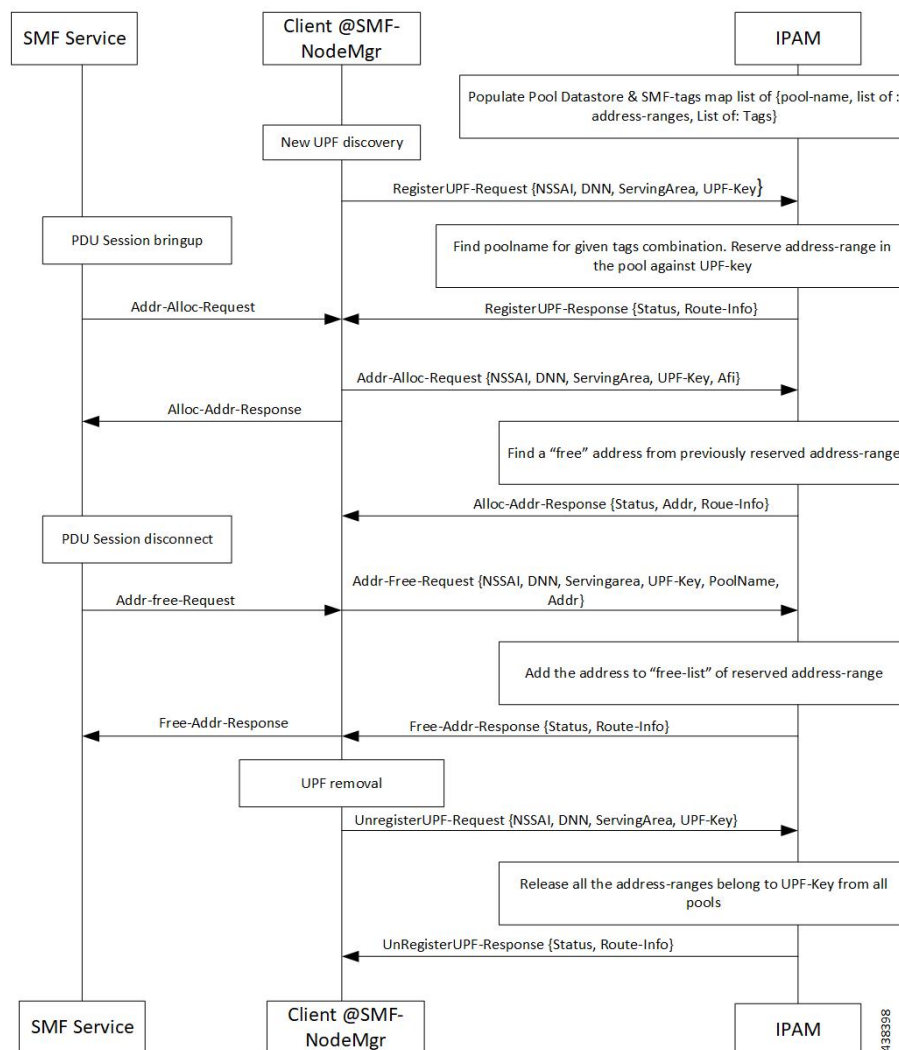 SMF Service
Client @SMF-
NodeMgr
IPAM
Populate Pool Datastore & SMF-tags map list of {pool-name, list of :
address-ranges, List of: Tags}
New UPF discovery
RegisterUPF-Request {NSSAI, DNN, ServingArea, UPF-Key}
PDU Session bringup
Find poolname for given tags combination. Reserve address-range in
the pool against UPF-key
Addr-Alloc-Request
RegisterUPF-Response {Status, Route-Info}
Addr-Alloc-Request {NSSAI, DNN, ServingArea, UPF-Key, Afi}
Alloc-Addr-Response
Find a “free” address from previously reserved address-range
Alloc-Addr-Response {Status, Addr, Roue-Info}
PDU Session disconnect
Addr-Free-Request {NSSAI, DNN, Servingarea, UPF-Key, PoolName,
Addr}
Addr-free-Request
Add the address to “free-list” of reserved address-range
Free-Addr-Response
Free-Addr-Response {Status, Route-Info}
UPF removal
UnregisterUPF-Request {NSSAI, DNN, ServingArea, UPF-Key}
Release all the address-ranges belong to UPF-Key from all
pools
UnRegisterUPF-Response {Status, Route-Info}
SMF Service
Client @SMF-
NodeMgr
IPAM
438398